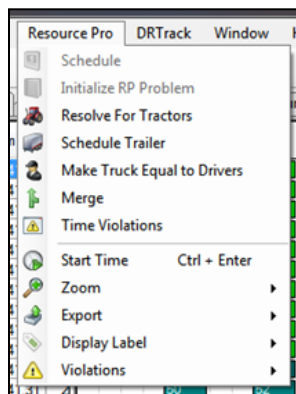 Resource Pro DRTrack Window
Schedule
Initialize RP Problem
Resolve For Tractors
Schedule Trailer
Make Truck Equal to Drivers
Merge
Time Violations
Start Time Ctrl + Enter
Zoom
Export
Display Label
Violations